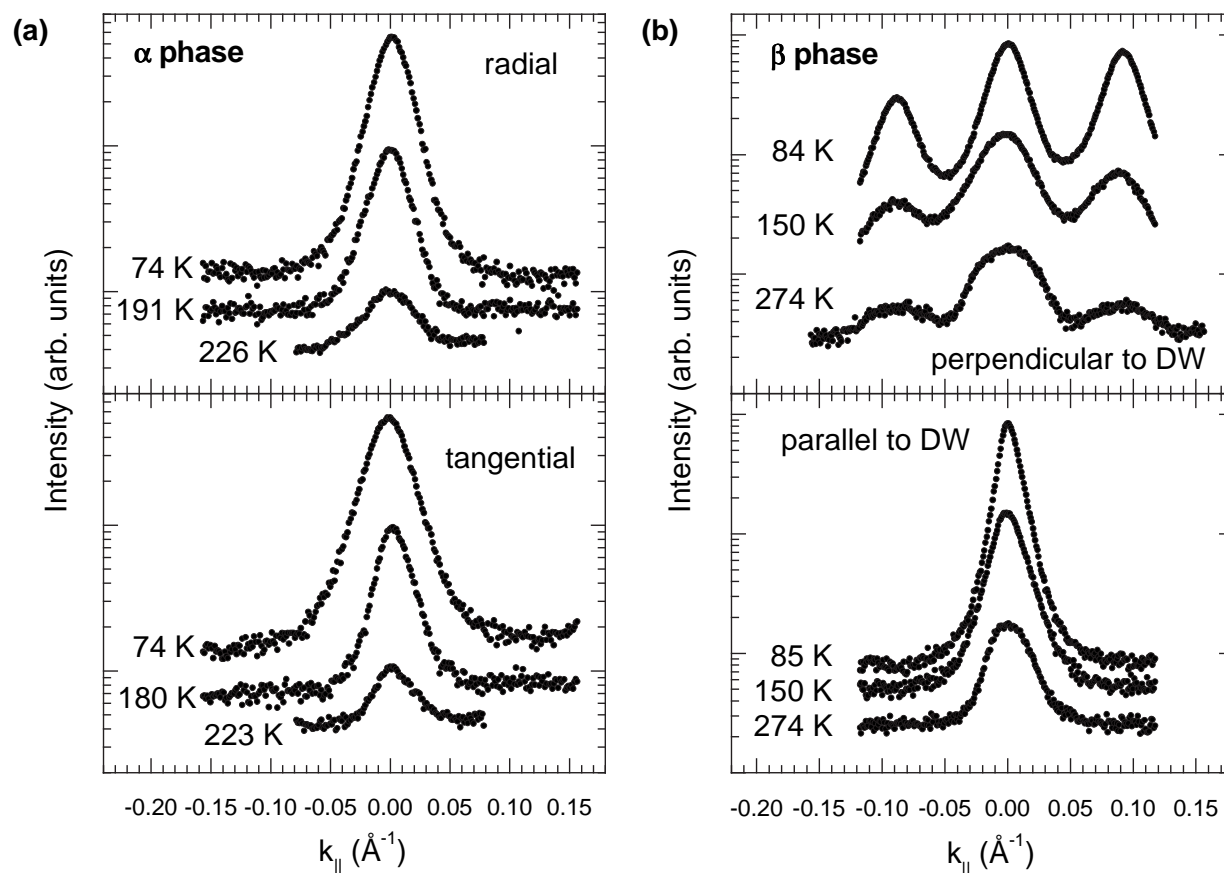 (a)
α phase
radial
74 K
191 K
226 K
Intensity (arb. units)
tangential
74 K
180 K
223 K
-0.20 -0.15 -0.10 -0.05 0.00 0.05 0.10 0.15
k|| (Å-1)
(b)
β phase
84 K
150 K
274 K
perpendicular to DW
Intensity (arb. units)
parallel to DW
85 K
150 K
274 K
-0.20 -0.15 -0.10 -0.05 0.00 0.05 0.10 0.15
k|| (Å-1)